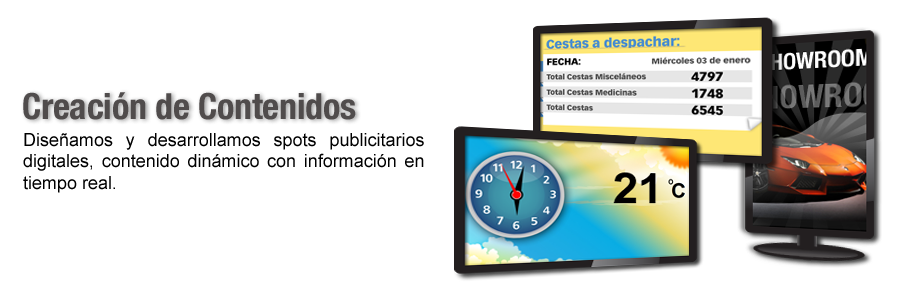 Creación de Contenidos
Diseñamos y desarrollamos spots publicitarios
digitales, contenido dinámico con información en
tiempo real.
Cestas a despachar:
FECHA: Miércoles 03 de enero
Total Cestas Misceláneos 4797
Total Cestas Medicinas 1748
Total Cestas 6545
HOWROOM
HOWROO
12
1
2
3
4
5
6
7
8
9
10
11
21 °C